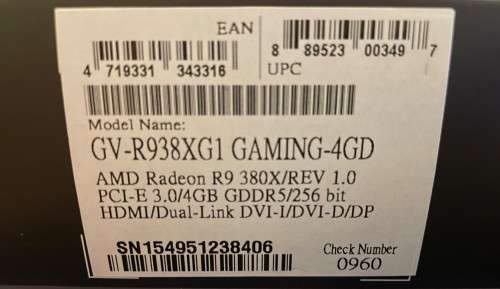 EAN
4 719331 343316
8 89523 00349 7
UPC
Model Name:
GV-R938XG1 GAMING-4GD
AMD Radeon R9 380X/REV 1.0
PCI-E 3.0/4GB GDDR5/256 bit
HDMI/Dual-Link DVI-I/DVI-D/DP
SN154951238406
Check Number
0960